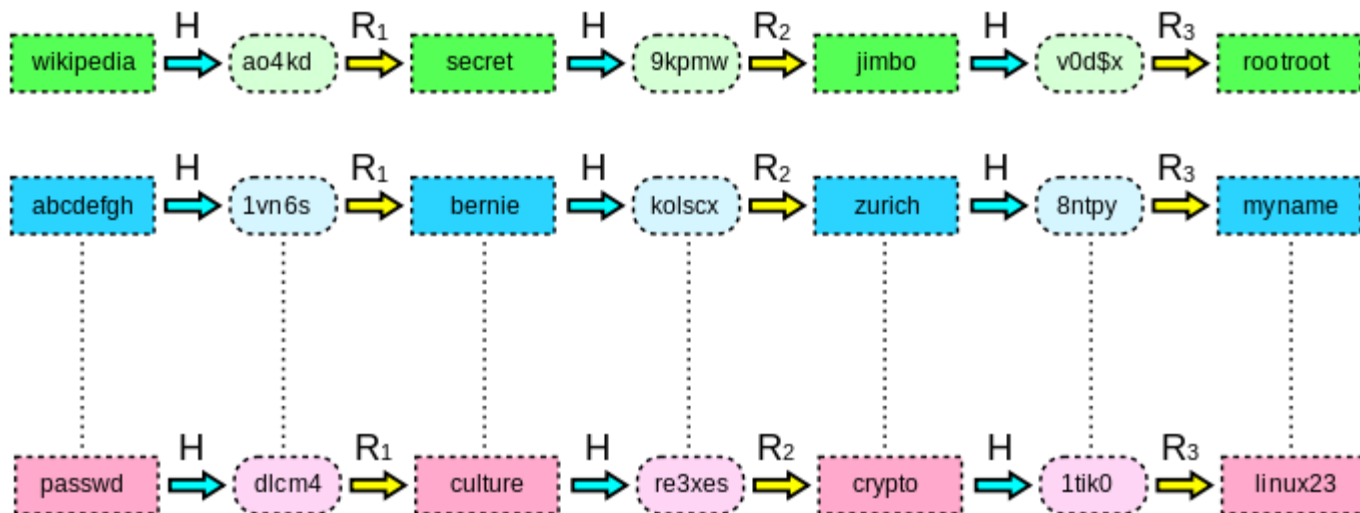 H R1 H R2 H R3
wikipedia ao4kd secret 9kpmw jimbo v0d$x rootroot
H R1 H R2 H R3
abcdefgh 1vn6s bernie kolscx zurich 8ntpy myname
H R1 H R2 H R3
passwd dlcm4 culture re3xes crypto 1tik0 linux23